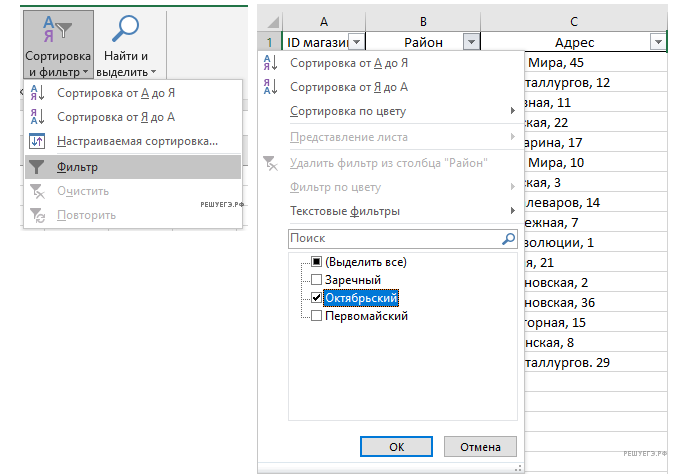 Сортировка
и фильтр
Найти и
выделить
Сортировка от А до Я
Сортировка от Я до А
Настраиваемая сортировка...
Фильтр
Очистить
Повторить
РЕШУЕГЭ.РФ
A B C
1 ID магази Район Адрес
Сортировка от А до Я
Сортировка от Я до А
Сортировка по цвету
Представление листа
Удалить фильтр из столбца "Район"
Фильтр по цвету
Текстовые фильтры
Поиск
(Выделить все)
Заречный
Октябрьский
Первомайский
ОК
Отмена
Мира, 45
таллургов, 12
вная, 11
ская, 22
арина, 17
Мира, 10
ская, 3
леваров, 14
ежная, 7
золюции, 1
я, 21
новская, 2
новская, 36
горная, 15
нская, 8
таллургов. 29
РЕШУЕГЭ.РФ